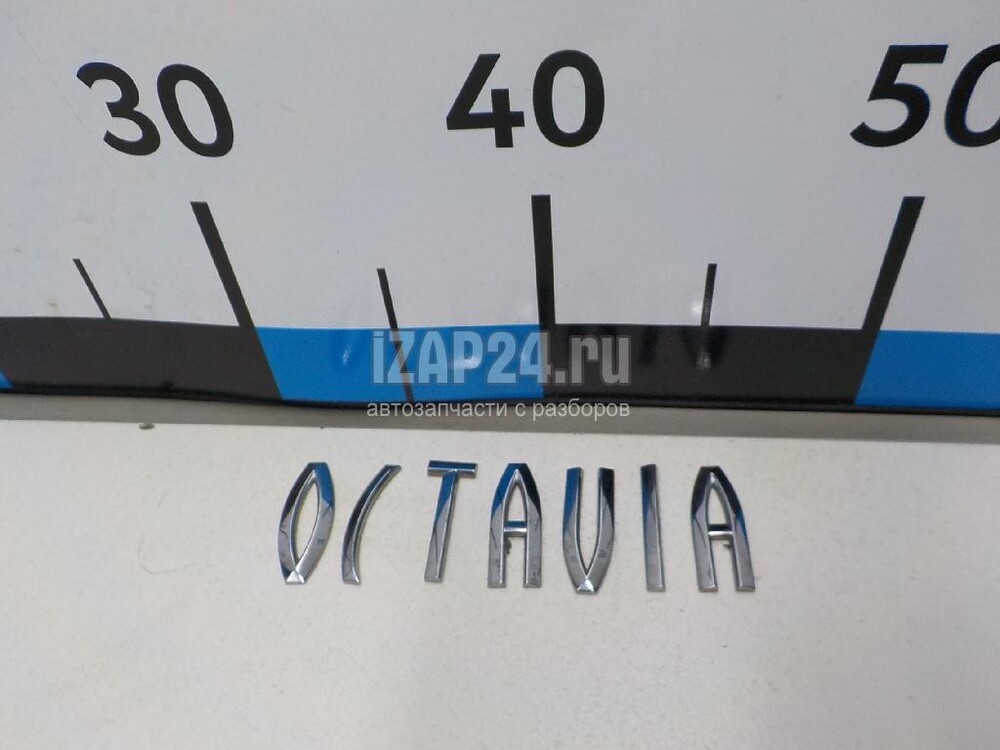 30 40 50
iZAP24.ru
автозапчасти с разборов
OCTAVIA